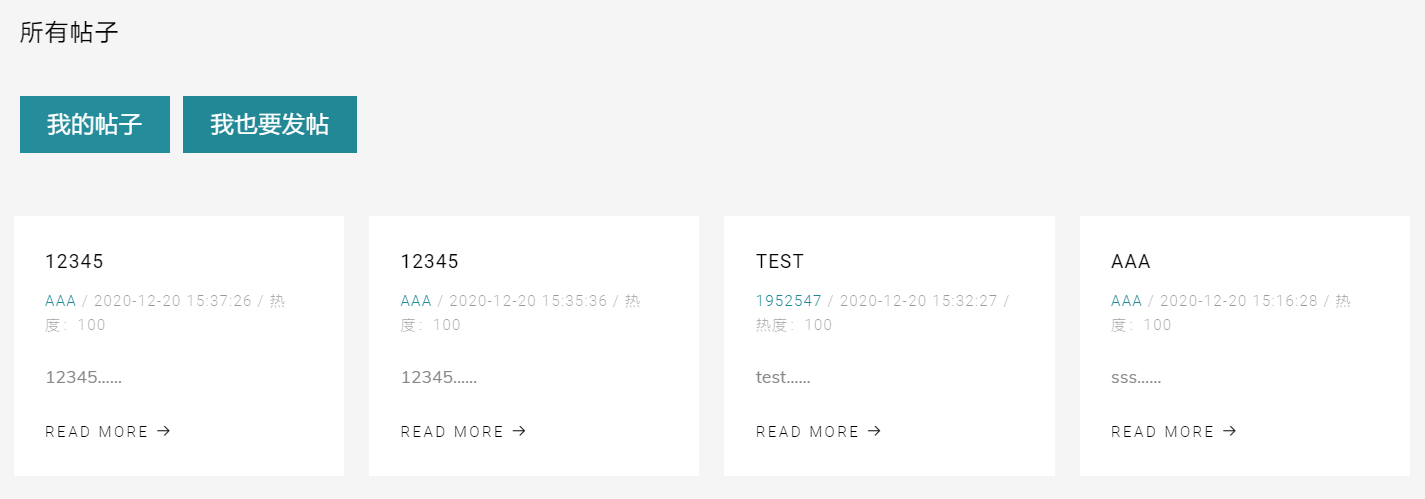 所有帖子
我的帖子
我也要发帖
12345
AAA / 2020-12-20 15:37:26 / 热
度：100
12345......
READ MORE →
12345
AAA / 2020-12-20 15:35:36 / 热
度：100
12345......
READ MORE →
TEST
1952547 / 2020-12-20 15:32:27 /
热度：100
test......
READ MORE →
AAA
AAA / 2020-12-20 15:16:28 / 热
度：100
sss......
READ MORE →